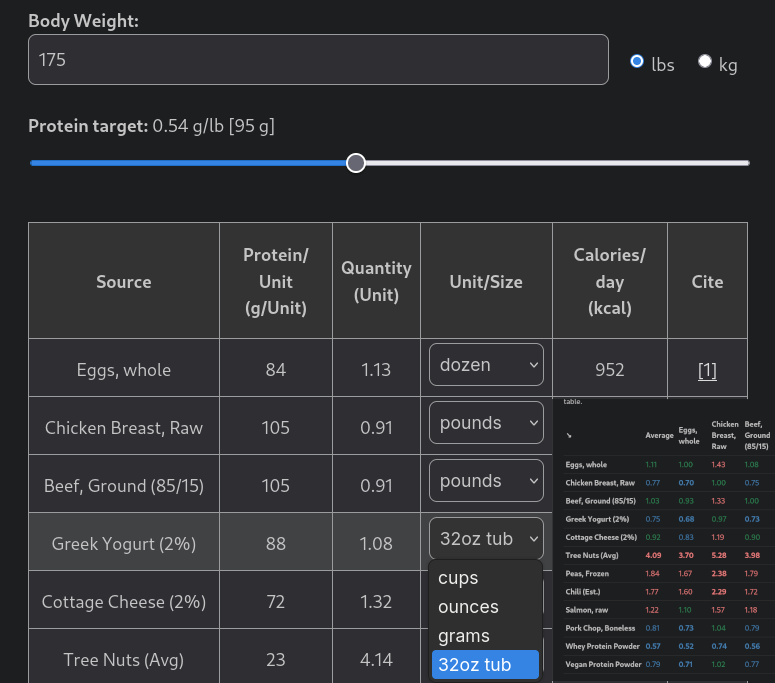 Body Weight:
175
lbs
kg
Protein target: 0.54 g/lb [95 g]
Source
Protein/
Unit
(g/Unit)
Quantity
(Unit)
Unit/Size
Calories/
day
(kcal)
Cite
Eggs, whole 84 1.13 dozen 952 [1]
Chicken Breast, Raw 105 0.91 pounds
Beef, Ground (85/15) 105 0.91 pounds
Greek Yogurt (2%) 88 1.08 32oz tub
Cottage Cheese (2%) 72 1.32
Tree Nuts (Avg) 23 4.14
cups
ounces
grams
32oz tub
table.
↘
Average
Eggs,
whole
Chicken
Breast,
Raw
Beef,
Ground
(85/15)
Eggs, whole 1.11 1.00 1.43 1.08
Chicken Breast, Raw 0.77 0.70 1.00 0.75
Beef, Ground (85/15) 1.03 0.93 1.33 1.00
Greek Yogurt (2%) 0.75 0.68 0.97 0.73
Cottage Cheese (2%) 0.92 0.83 1.19 0.90
Tree Nuts (Avg) 4.09 3.70 5.28 3.98
Peas, Frozen 1.84 1.67 2.38 1.79
Chili (Est.) 1.77 1.60 2.29 1.72
Salmon, raw 1.22 1.10 1.57 1.18
Pork Chop, Boneless 0.81 0.73 1.04 0.79
Whey Protein Powder 0.57 0.52 0.74 0.56
Vegan Protein Powder 0.79 0.71 1.02 0.77